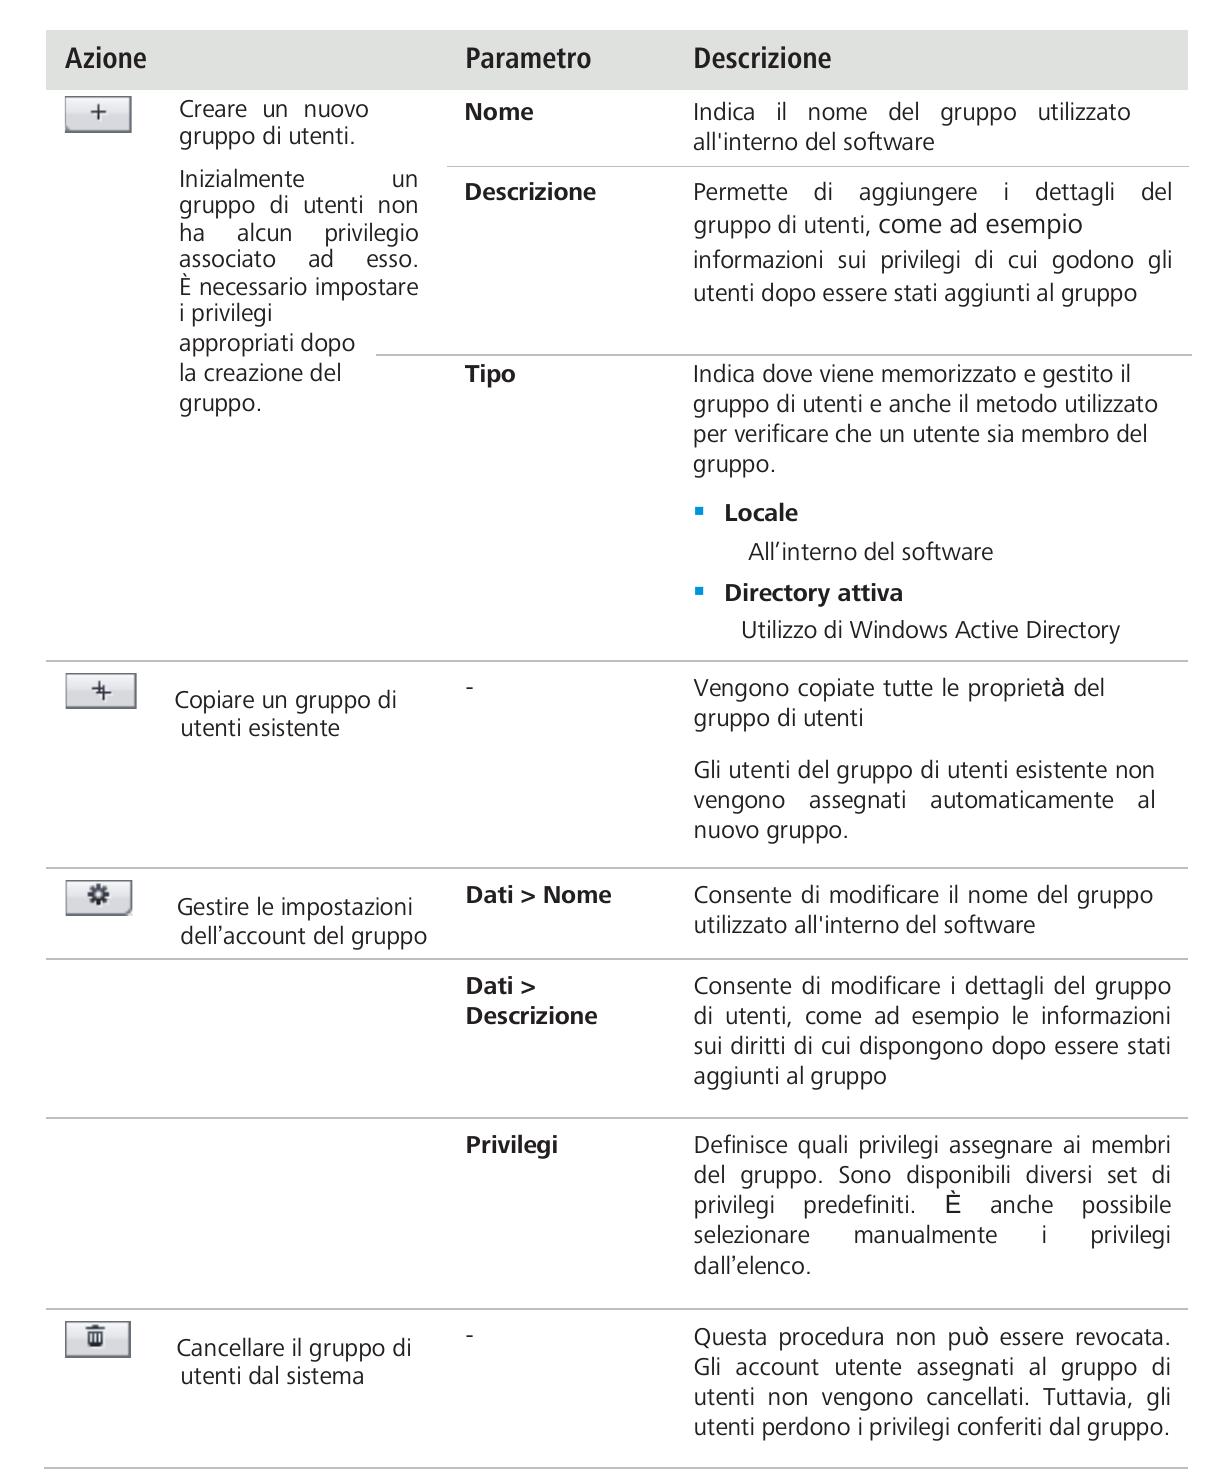 Azione Parametro Descrizione
Creare un nuovo
gruppo di utenti.
Inizialmente un
gruppo di utenti non
ha alcun privilegio
associato ad esso.
È necessario impostare
i privilegi
appropriati dopo
la creazione del
gruppo.
Nome
Indica il nome del gruppo utilizzato
all'interno del software
Descrizione
Permette di aggiungere i dettagli del
gruppo di utenti, come ad esempio
informazioni sui privilegi di cui godono gli
utenti dopo essere stati aggiunti al gruppo
Tipo
Indica dove viene memorizzato e gestito il
gruppo di utenti e anche il metodo utilizzato
per verificare che un utente sia membro del
gruppo.
▪ Locale
All’interno del software
▪ Directory attiva
Utilizzo di Windows Active Directory
Copiare un gruppo di
utenti esistente
-
Vengono copiate tutte le proprietà del
gruppo di utenti
Gli utenti del gruppo di utenti esistente non
vengono assegnati automaticamente al
nuovo gruppo.
Gestire le impostazioni
dell’account del gruppo
Dati > Nome
Consente di modificare il nome del gruppo
utilizzato all'interno del software
Dati >
Descrizione
Consente di modificare i dettagli del gruppo
di utenti, come ad esempio le informazioni
sui diritti di cui dispongono dopo essere stati
aggiunti al gruppo
Privilegi
Definisce quali privilegi assegnare ai membri
del gruppo. Sono disponibili diversi set di
privilegi predefiniti. È anche possibile
selezionare manualmente i privilegi
dall’elenco.
Cancellare il gruppo di
utenti dal sistema
-
Questa procedura non può essere revocata.
Gli account utente assegnati al gruppo di
utenti non vengono cancellati. Tuttavia, gli
utenti perdono i privilegi conferiti dal gruppo.